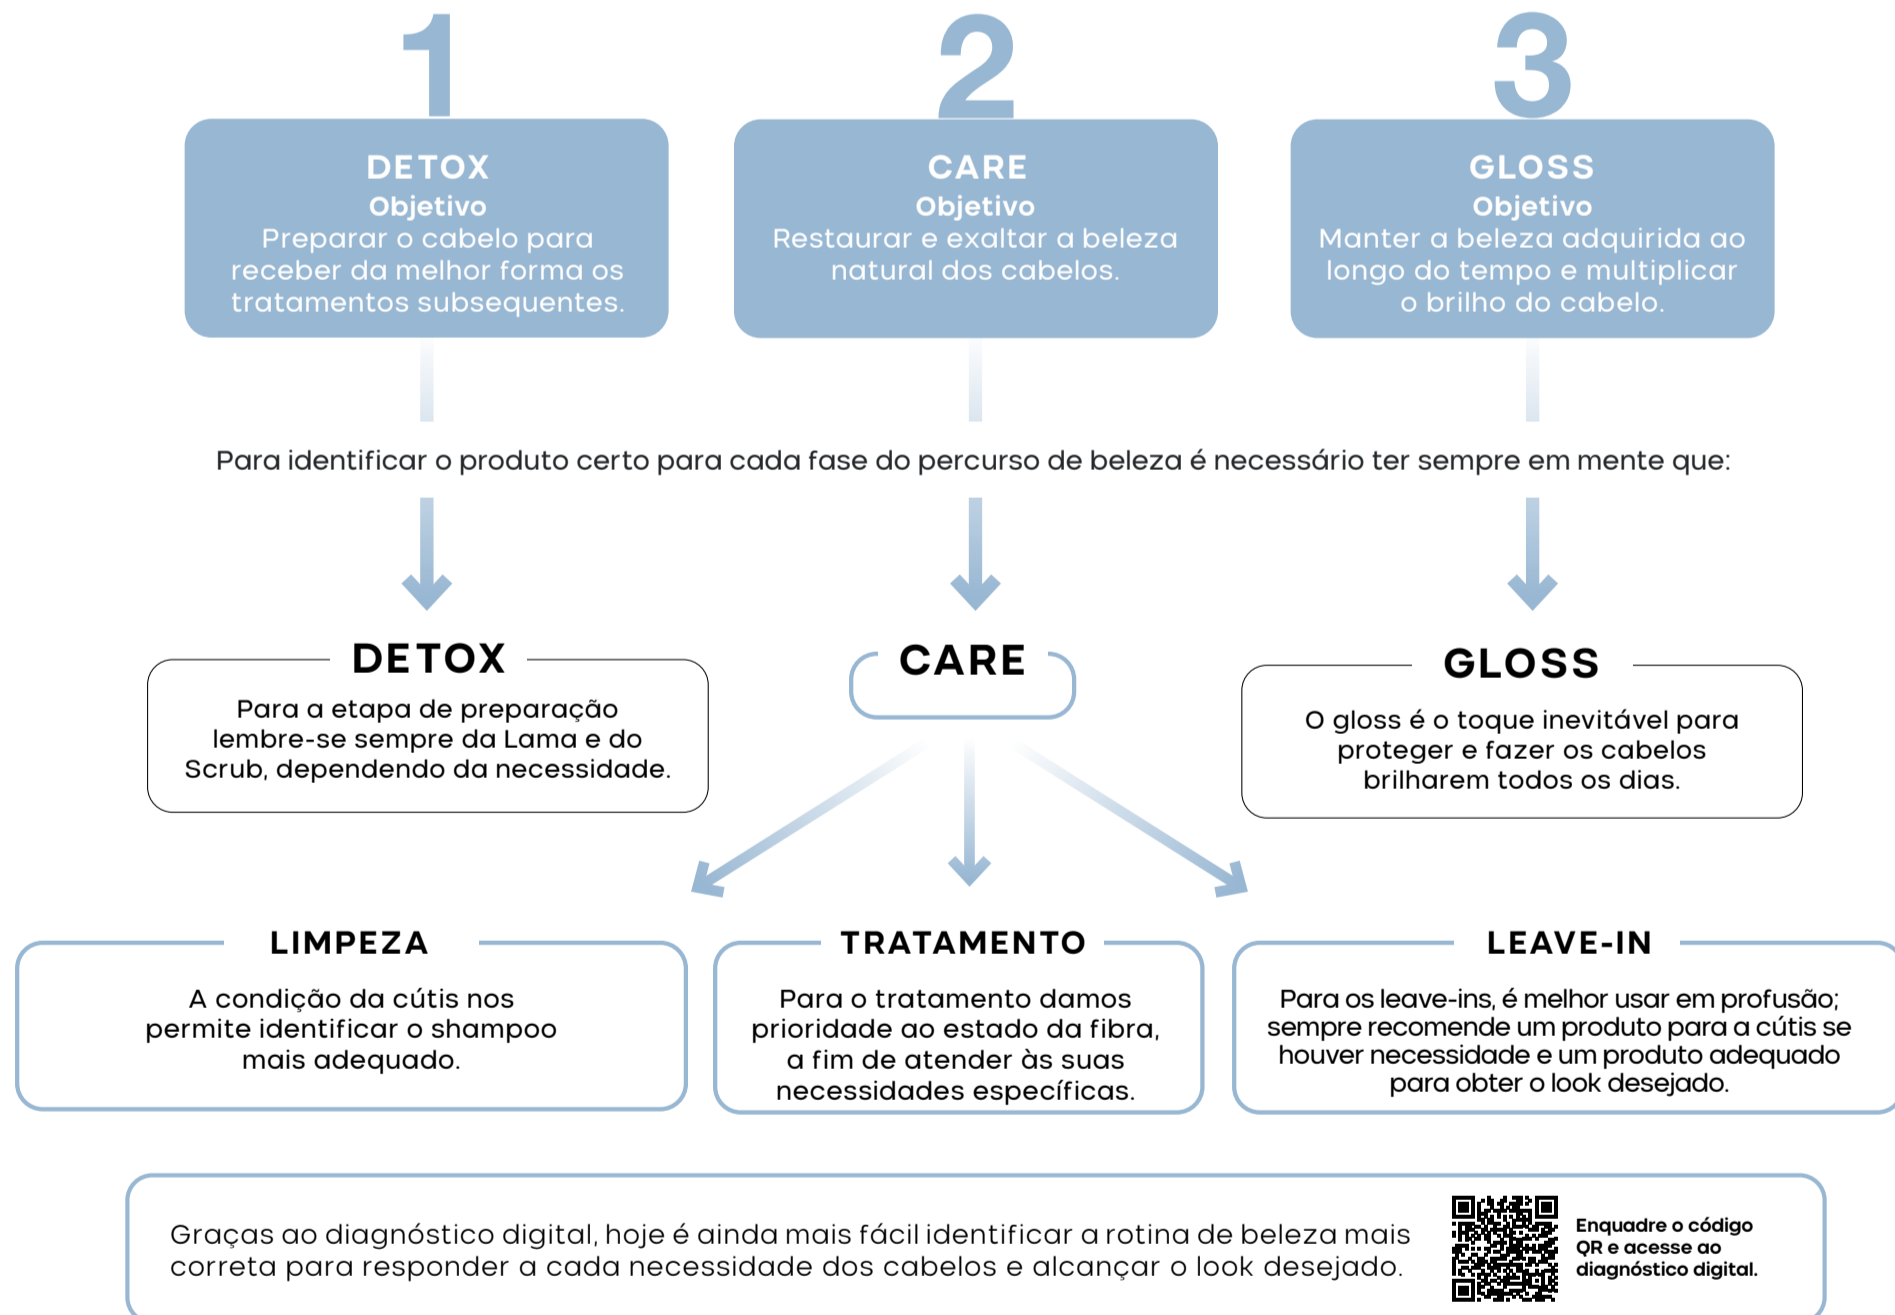 1
DETOX
Objetivo
Preparar o cabelo para
receber da melhor forma os
tratamentos subsequentes.
2
CARE
Objetivo
Restaurar e exaltar a beleza
natural dos cabelos.
3
GLOSS
Objetivo
Manter a beleza adquirida ao
longo do tempo e multiplicar
o brilho do cabelo.
Para identificar o produto certo para cada fase do percurso de beleza é necessário ter sempre em mente que:
DETOX
Para a etapa de preparação
lembre-se sempre da Lama e do
Scrub, dependendo da necessidade.
CARE
GLOSS
O gloss é o toque inevitável para
proteger e fazer os cabelos
brilharem todos os dias.
LIMPEZA
A condição da cútis nos
permite identificar o shampoo
mais adequado.
TRATAMENTO
Para o tratamento damos
prioridade ao estado da fibra,
a fim de atender às suas
necessidades específicas.
LEAVE-IN
Para os leave-ins, é melhor usar em profusão;
sempre recomende um produto para a cútis se
houver necessidade e um produto adequado
para obter o look desejado.
Graças ao diagnóstico digital, hoje é ainda mais fácil identificar a rotina de beleza mais
correta para responder a cada necessidade dos cabelos e alcançar o look desejado.
Enquadre o código
QR e acesse ao
diagnóstico digital.